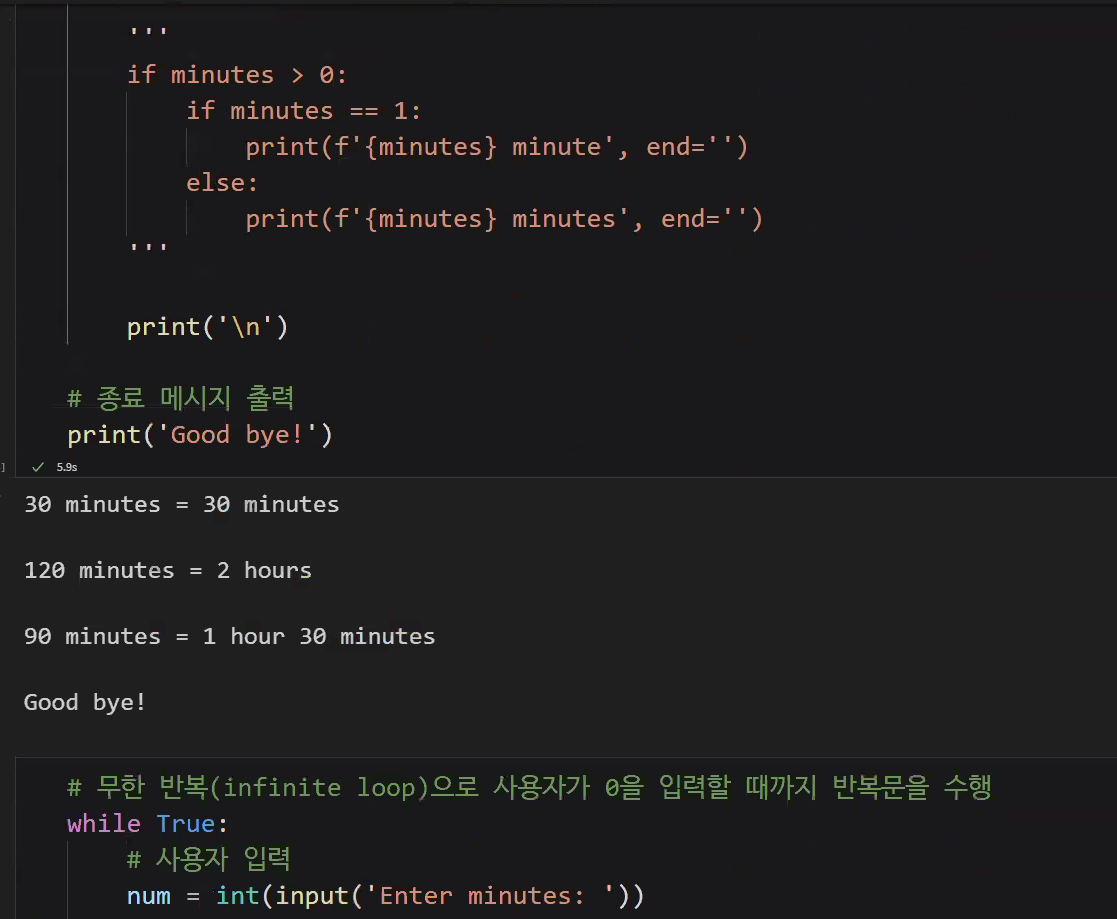 '''
if minutes > 0:
if minutes == 1:
print(f'{minutes} minute', end='')
else:
print(f'{minutes} minutes', end='')
'''
print('\n')
# 종료 메시지 출력
print('Good bye!')
] ✓ 5.9s
30 minutes = 30 minutes
120 minutes = 2 hours
90 minutes = 1 hour 30 minutes
Good bye!
# 무한 반복(infinite loop)으로 사용자가 0을 입력할 때까지 반복문을 수행
while True:
# 사용자 입력
num = int(input('Enter minutes: '))